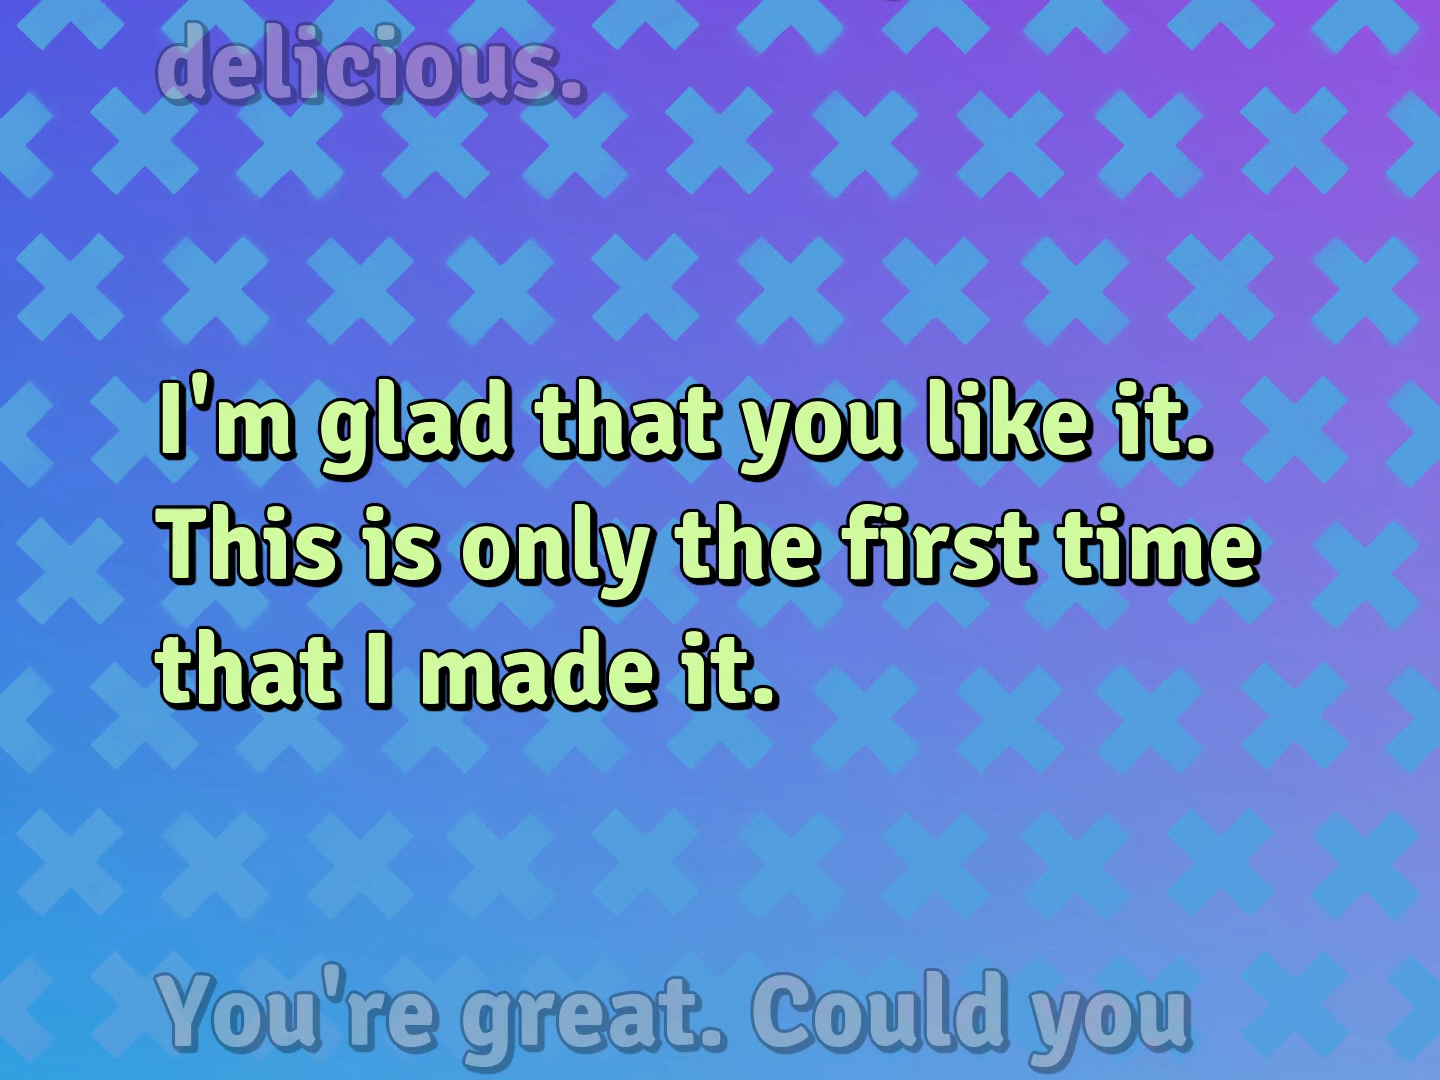 delicious.
I'm glad that you like it.
This is only the first time
that I made it.
You're great. Could you